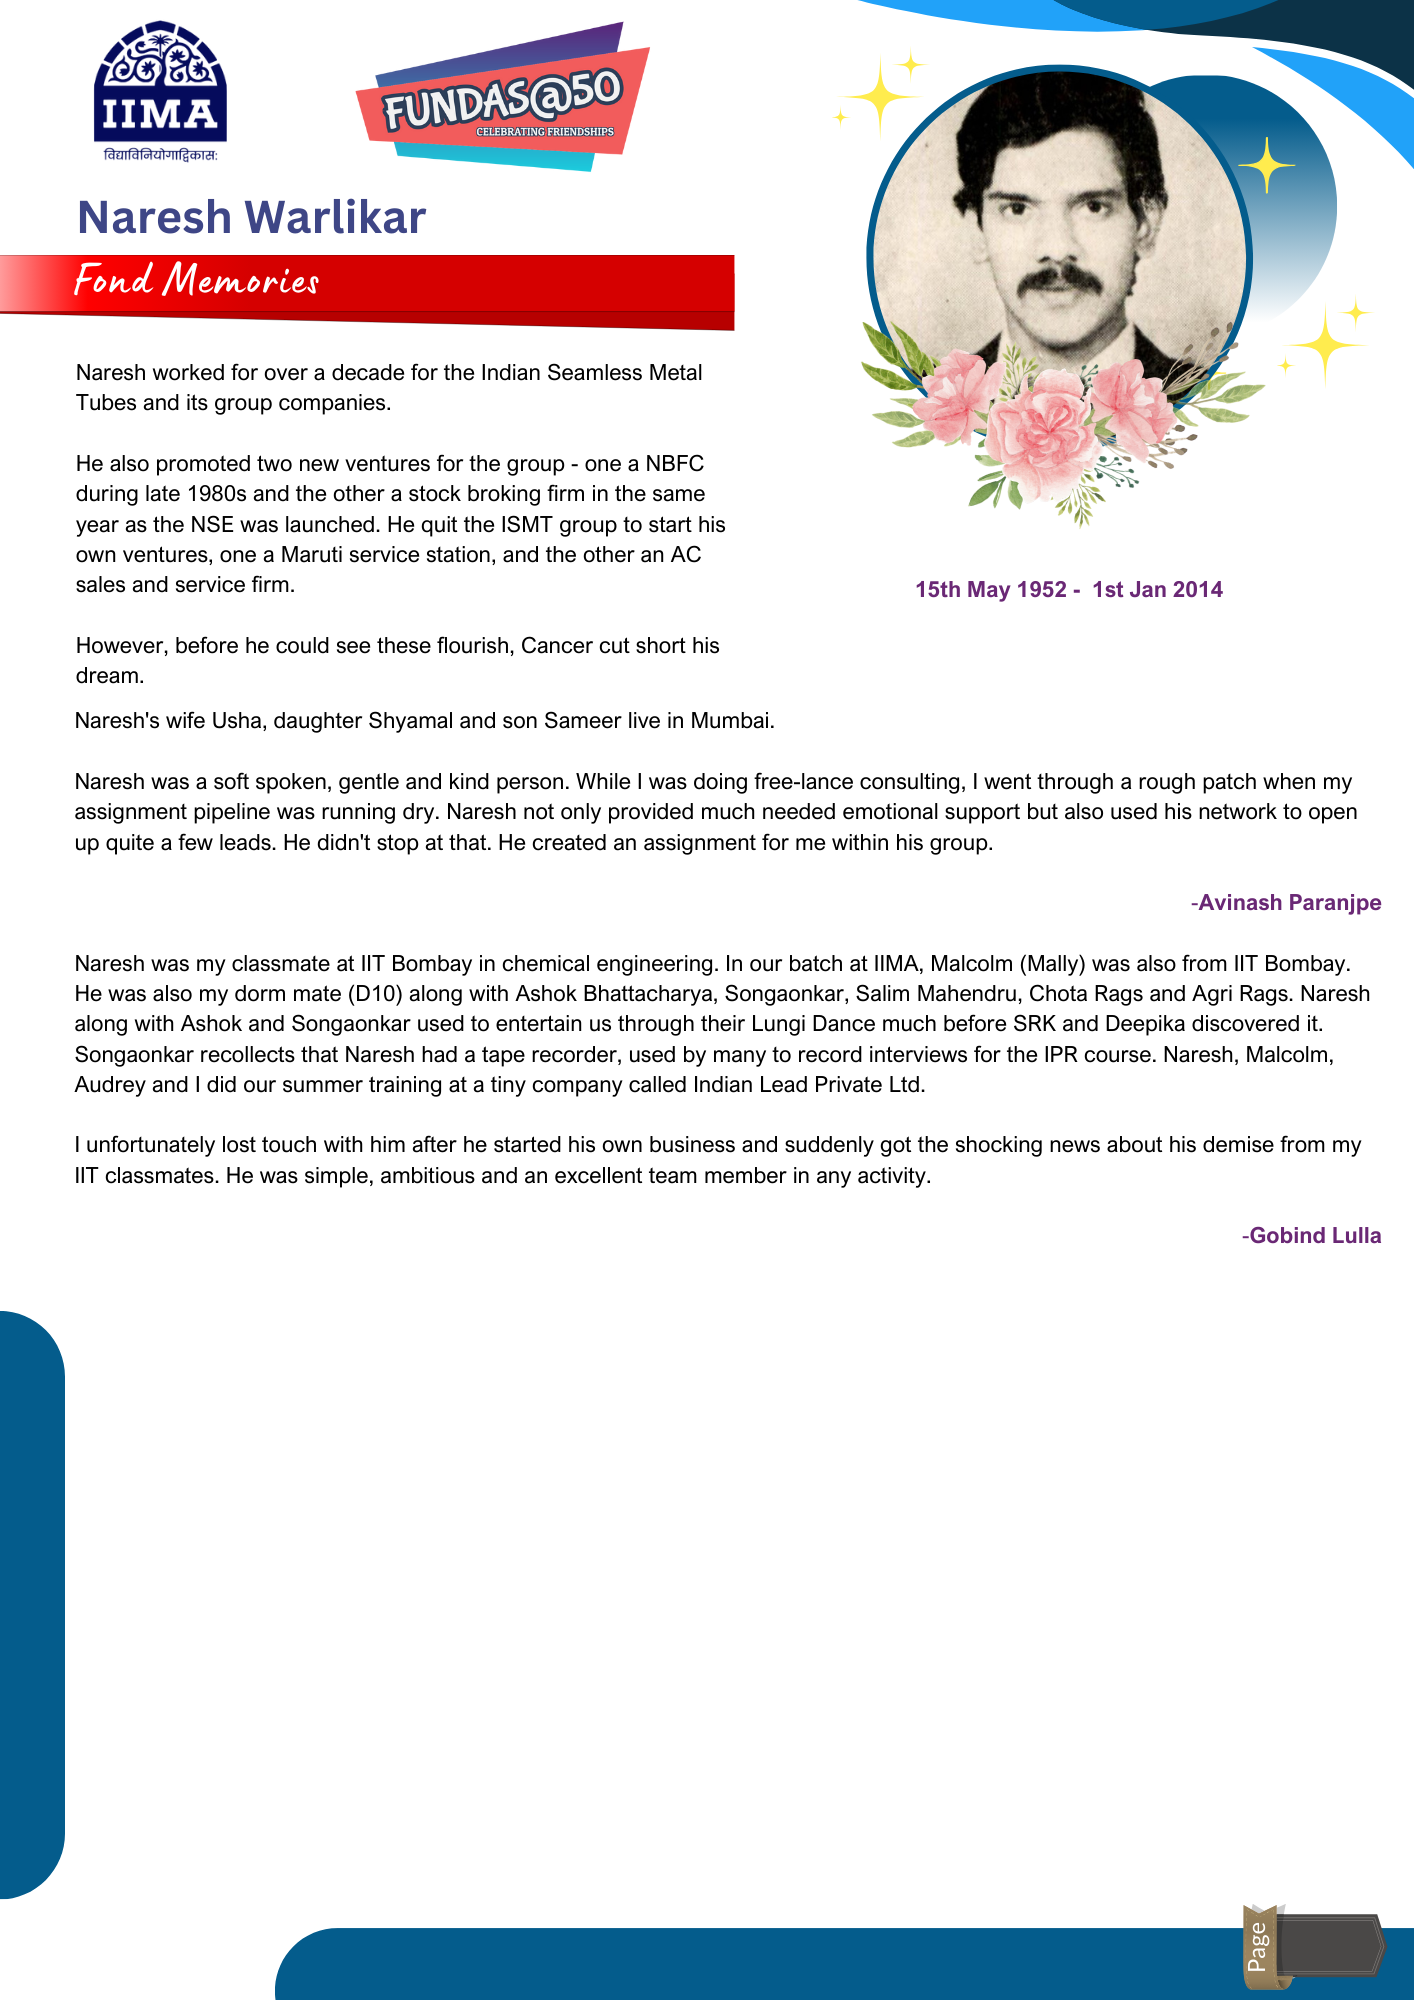 IIMA
विद्याविनियोगाद्विकासः
FUNDAS@50
CELEBRATING FRIENDSHIPS
Naresh Warlikar
Fond Memories
Naresh worked for over a decade for the Indian Seamless Metal
Tubes and its group companies.
He also promoted two new ventures for the group - one a NBFC
during late 1980s and the other a stock broking firm in the same
year as the NSE was launched. He quit the ISMT group to start his
own ventures, one a Maruti service station, and the other an AC
sales and service firm.
15th May 1952 -  1st Jan 2014
However, before he could see these flourish, Cancer cut short his
dream.
Naresh's wife Usha, daughter Shyamal and son Sameer live in Mumbai.
Naresh was a soft spoken, gentle and kind person. While I was doing free-lance consulting, I went through a rough patch when my
assignment pipeline was running dry. Naresh not only provided much needed emotional support but also used his network to open
up quite a few leads. He didn't stop at that. He created an assignment for me within his group.
-Avinash Paranjpe
Naresh was my classmate at IIT Bombay in chemical engineering. In our batch at IIMA, Malcolm (Mally) was also from IIT Bombay.
He was also my dorm mate (D10) along with Ashok Bhattacharya, Songaonkar, Salim Mahendru, Chota Rags and Agri Rags. Naresh
along with Ashok and Songaonkar used to entertain us through their Lungi Dance much before SRK and Deepika discovered it.
Songaonkar recollects that Naresh had a tape recorder, used by many to record interviews for the IPR course. Naresh, Malcolm,
Audrey and I did our summer training at a tiny company called Indian Lead Private Ltd.
I unfortunately lost touch with him after he started his own business and suddenly got the shocking news about his demise from my
IIT classmates. He was simple, ambitious and an excellent team member in any activity.
-Gobind Lulla
Page